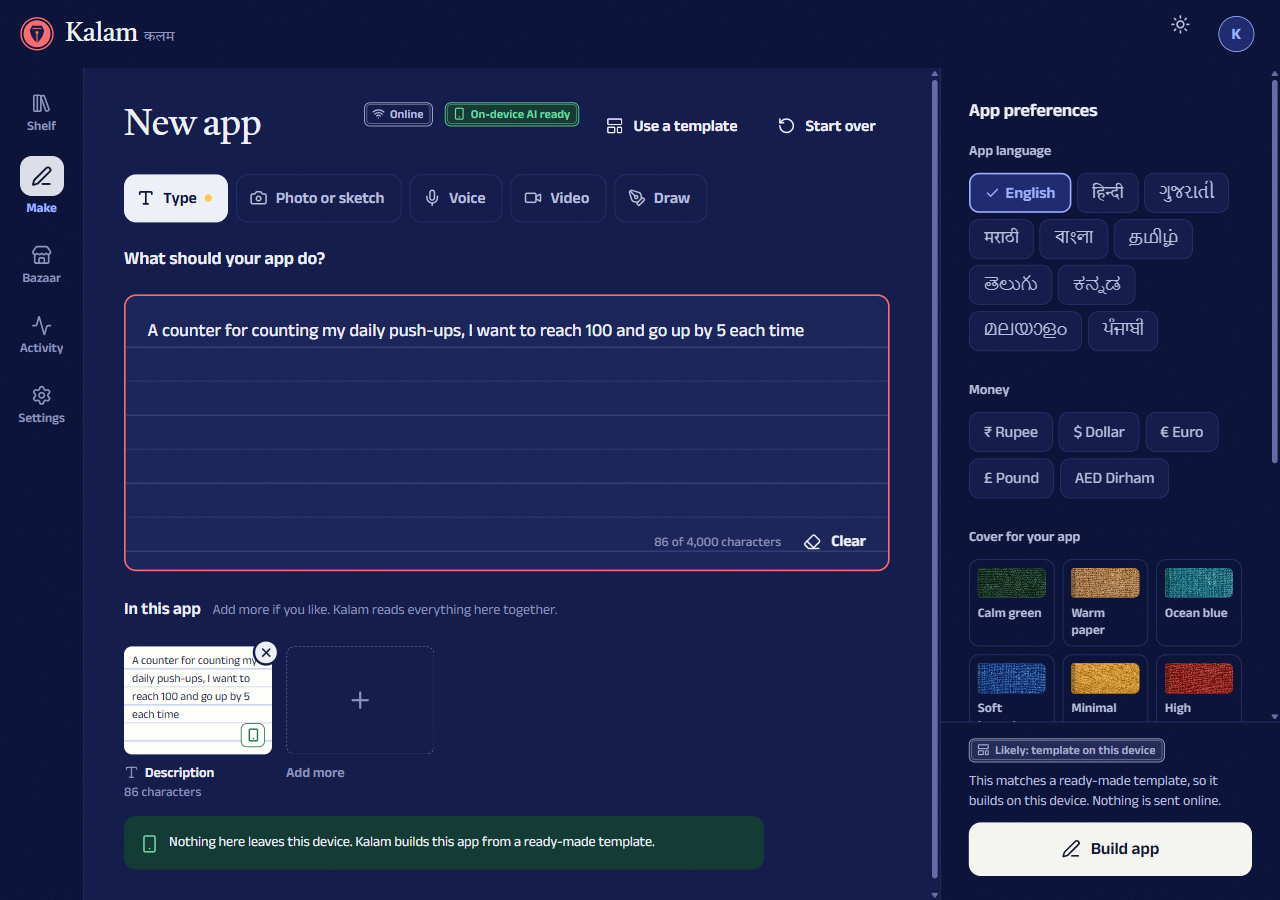 Kalam कलम
K
Shelf
Make
Bazaar
Activity
Settings
New app
Online
On-device AI ready
Use a template
Start over
Type
Photo or sketch
Voice
Video
Draw
What should your app do?
A counter for counting my daily push-ups, I want to reach 100 and go up by 5 each time
86 of 4,000 characters
Clear
In this app
Add more if you like. Kalam reads everything here together.
A counter for counting my
daily push-ups, I want to
reach 100 and go up by 5
each time
Description
86 characters
Add more
Nothing here leaves this device. Kalam builds this app from a ready-made template.
App preferences
App language
English हिन्दी ગુજરાતી
मराठी বাংলা தமிழ்
తెలుగు ಕನ್ನಡ
മലയാളം ਪੰਜਾਬੀ
Money
₹ Rupee $ Dollar € Euro
£ Pound AED Dirham
Cover for your app
Calm green
Warm
paper
Ocean blue
Soft
Minimal
High
Likely: template on this device
This matches a ready-made template, so it
builds on this device. Nothing is sent online.
Build app